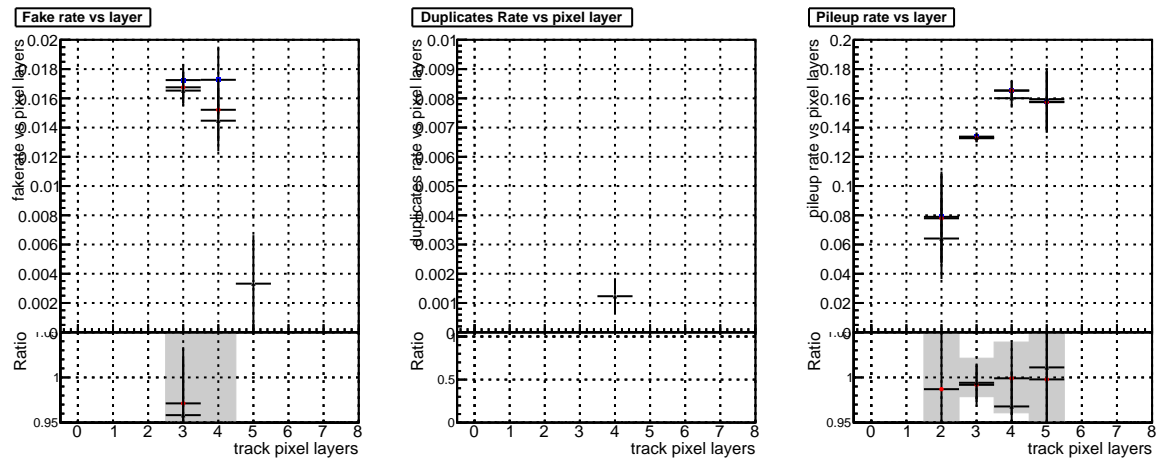 Fake rate vs layer
fakerate vs pixel layers
0.02
0.018
0.016
0.014
0.012
0.01
0.008
0.006
0.004
0.002
0
Ratio
1
0.95
0 1 2 3 4 5 6 7 8
track pixel layers
Duplicates Rate vs pixel layer
duplicates rate vs pixel layers
0.01
0.009
0.008
0.007
0.006
0.005
0.004
0.003
0.002
0.001
0
Ratio
1
0.5
0
0 1 2 3 4 5 6 7 8
track pixel layers
Pileup rate vs layer
pileup rate vs pixel layers
0.2
0.18
0.16
0.14
0.12
0.1
0.08
0.06
0.04
0.02
0
Ratio
1
0.95
0 1 2 3 4 5 6 7 8
track pixel layers